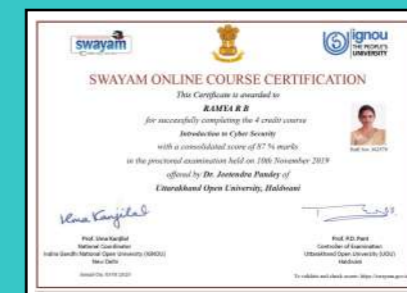 swayam
ignou
THE PEOPLE'S
UNIVERSITY
SWAYAM ONLINE COURSE CERTIFICATION
This Certificate is awarded to
RAMYA R B
for successfully completing the 4 credit course
Introduction to Cyber Security
with a consolidated score of 87 % marks
in the proctored examination held on 10th November 2019
offered by Dr. Jeetendra Pandey of
Uttarakhand Open University, Haldwani
Prof. Uma Kanjilal
National Coordinator
Indira Gandhi National Open University (IGNOU)
New Delhi
Prof. P.D. Pant
Controller of Examination
Uttarakhand Open University (UOU)
Haldwani